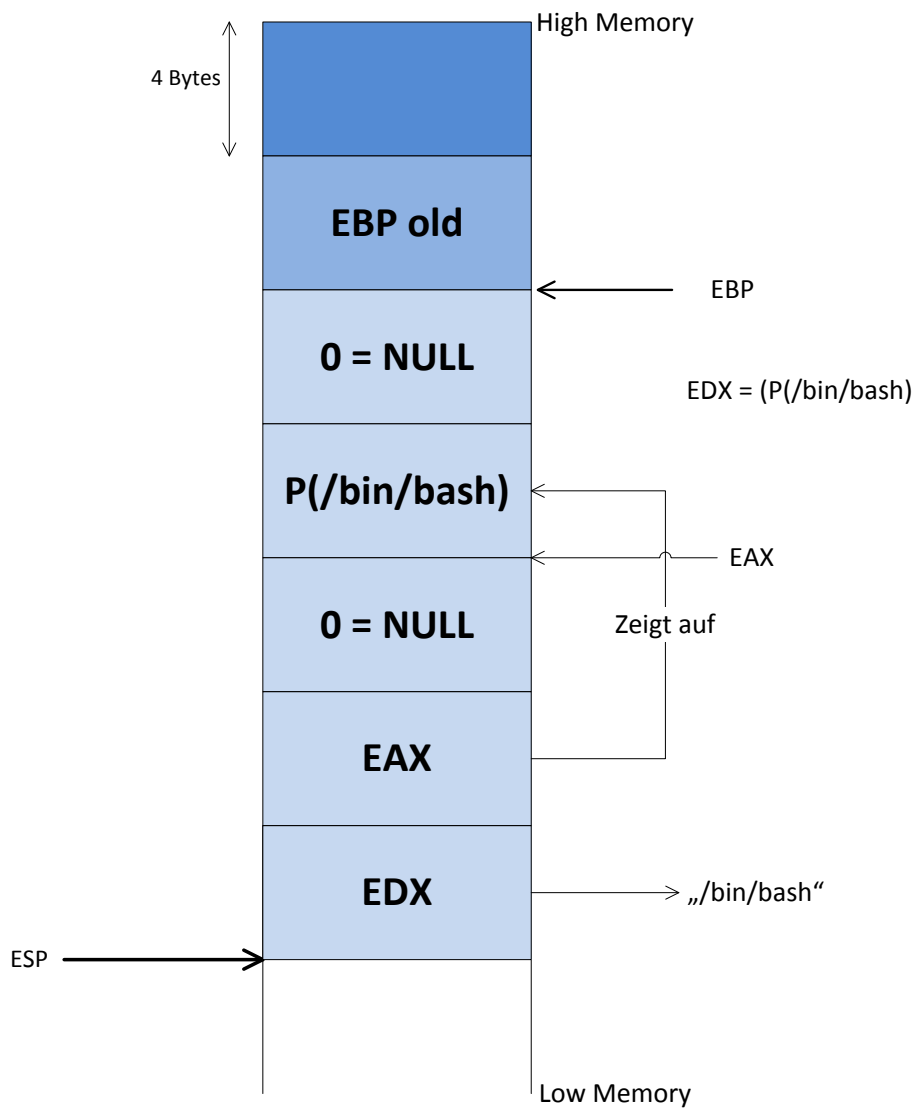 High Memory
4 Bytes
EBP old
EBP
0 = NULL
EDX = (P(/bin/bash)
P(/bin/bash)
EAX
0 = NULL
Zeigt auf
EAX
EDX
„/bin/bash“
ESP
Low Memory